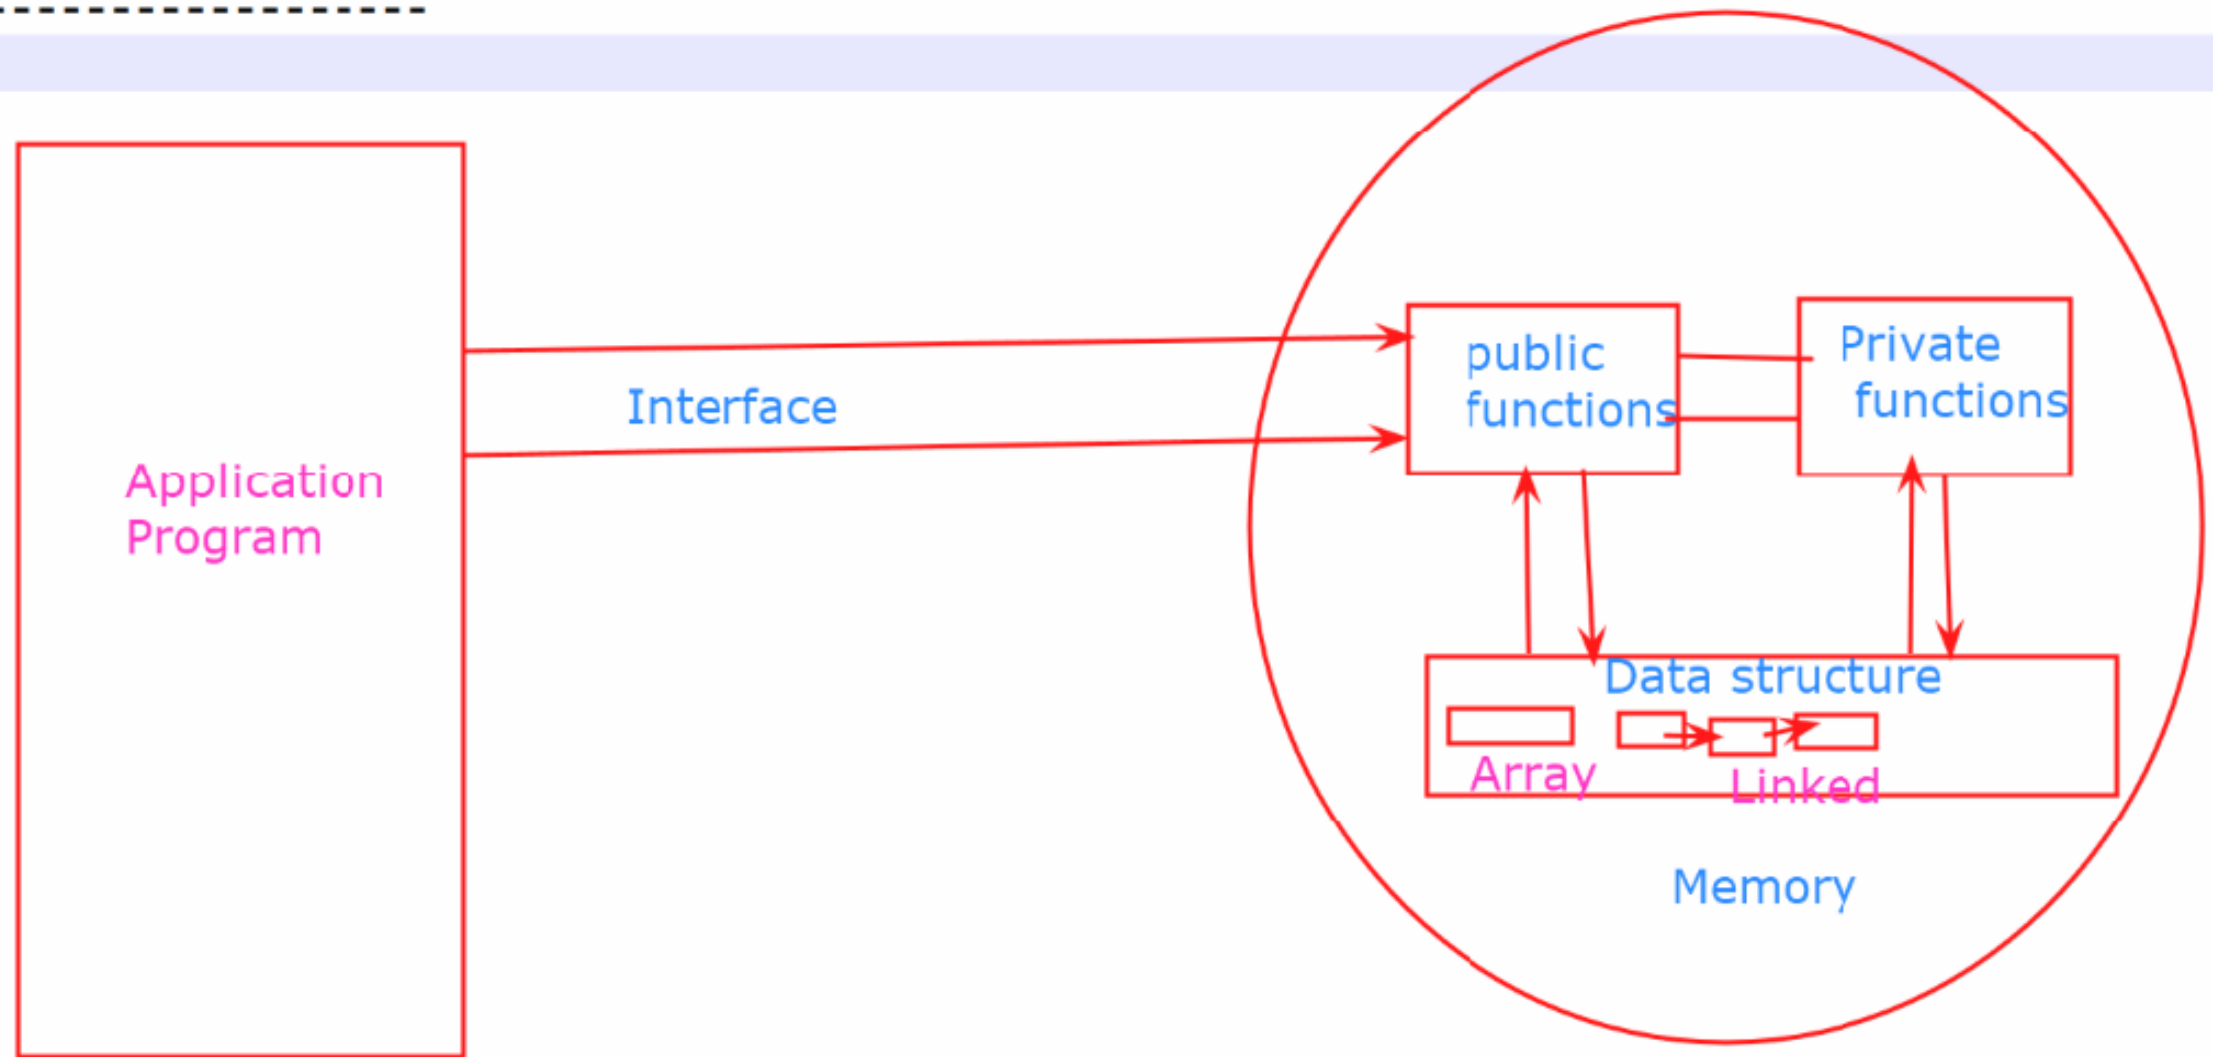 ------------------
Application
Program
Interface
public
functions
Private
functions
Data structure
Array
Linked
Memory